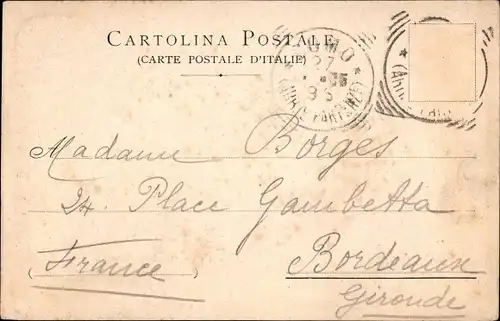 CARTOLINA POSTALE
(CARTE POSTALE D'ITALIE)
Madame Borges
24 Place Gambetta
(France) Bordeaux
Gironde